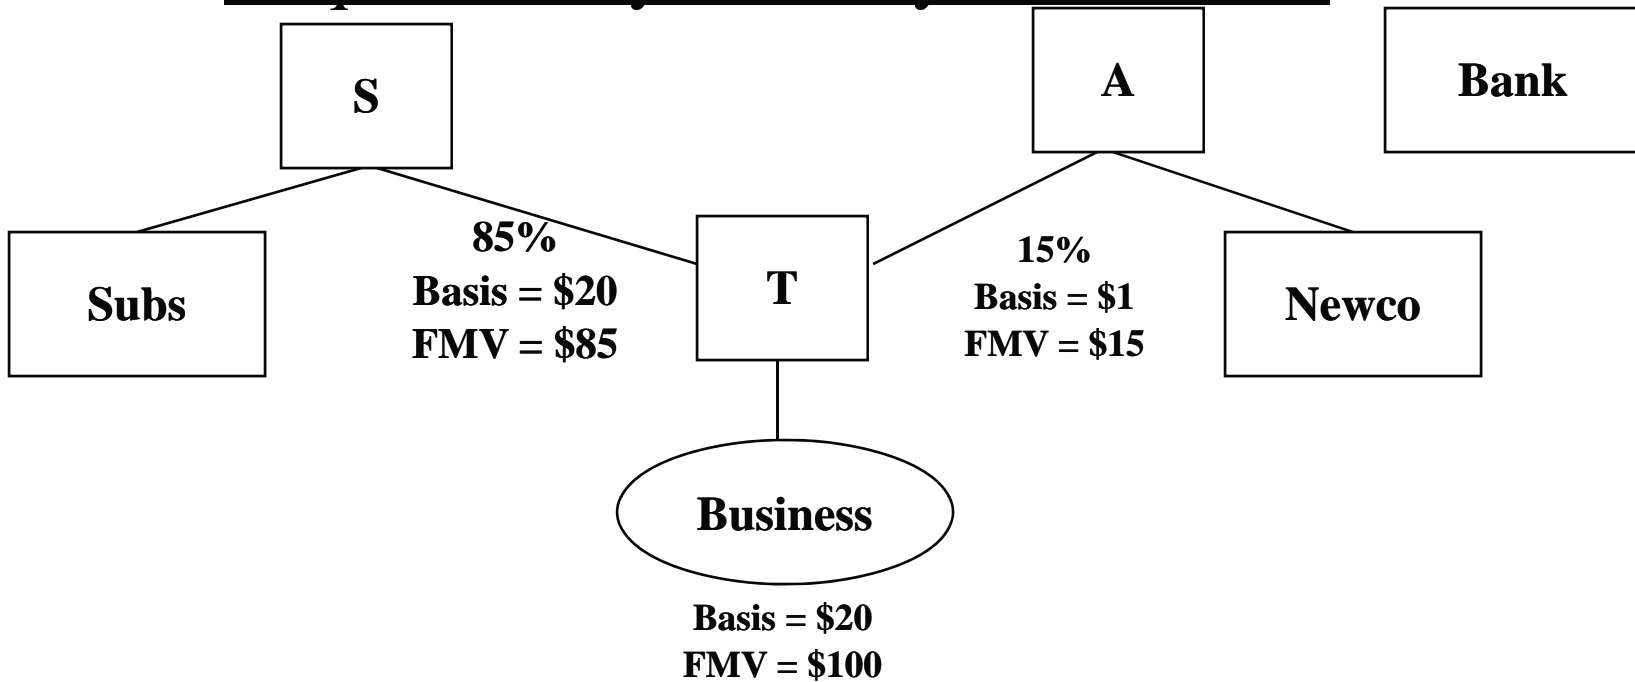 S
A
Bank
85%
Basis = $20
FMV = $85
15%
Basis = $1
FMV = $15
Subs
T
Newco
Business
Basis = $20
FMV = $100